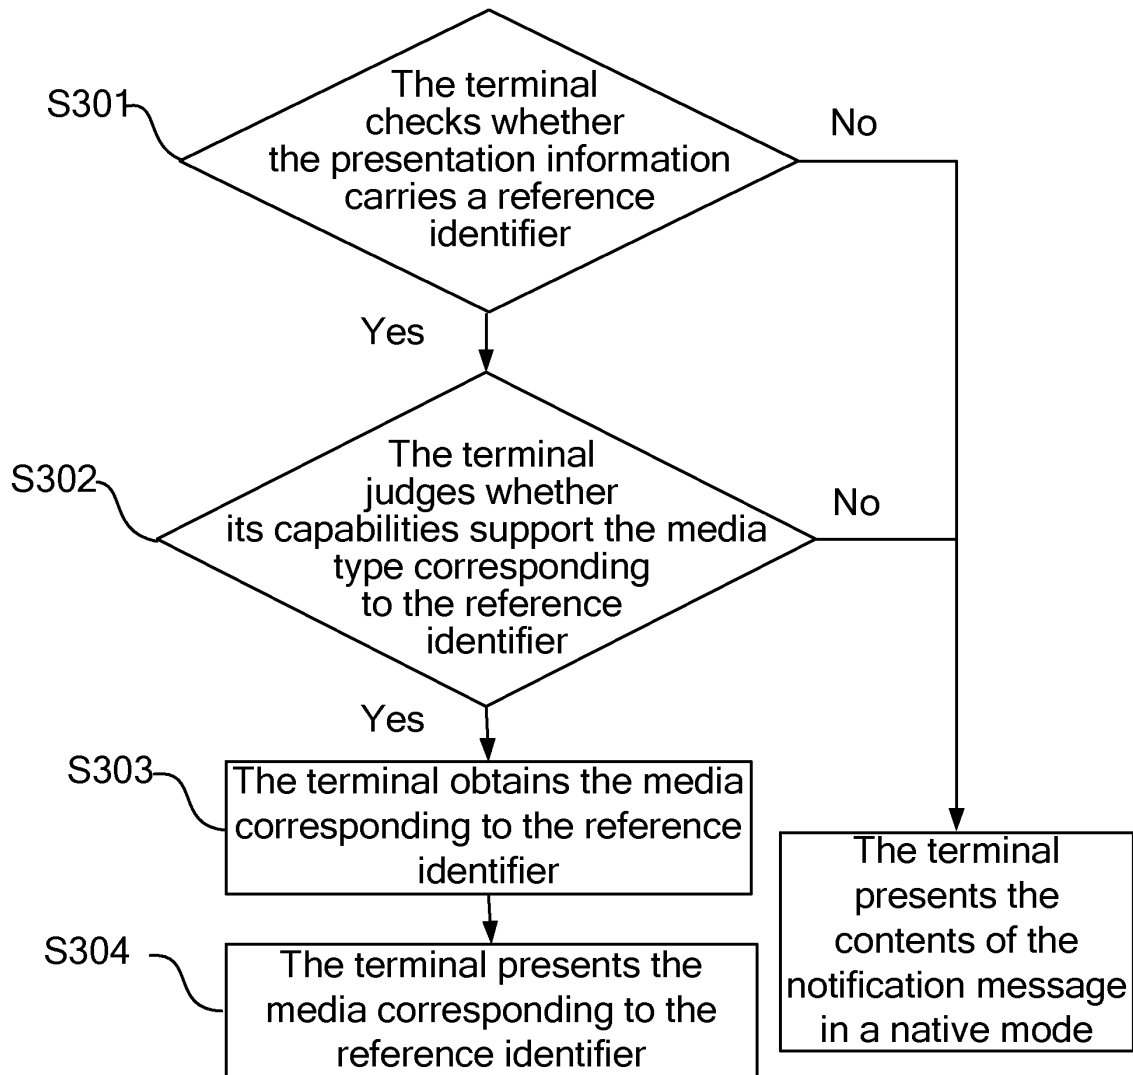 S301
The terminal
checks whether
the presentation information
carries a reference
identifier
No
Yes
S302
The terminal
judges whether
its capabilities support the media
type corresponding
to the reference
identifier
No
Yes
S303
The terminal obtains the media
corresponding to the reference
identifier
S304
The terminal presents the
media corresponding to the
reference identifier
The terminal
presents the
contents of the
notification message
in a native mode